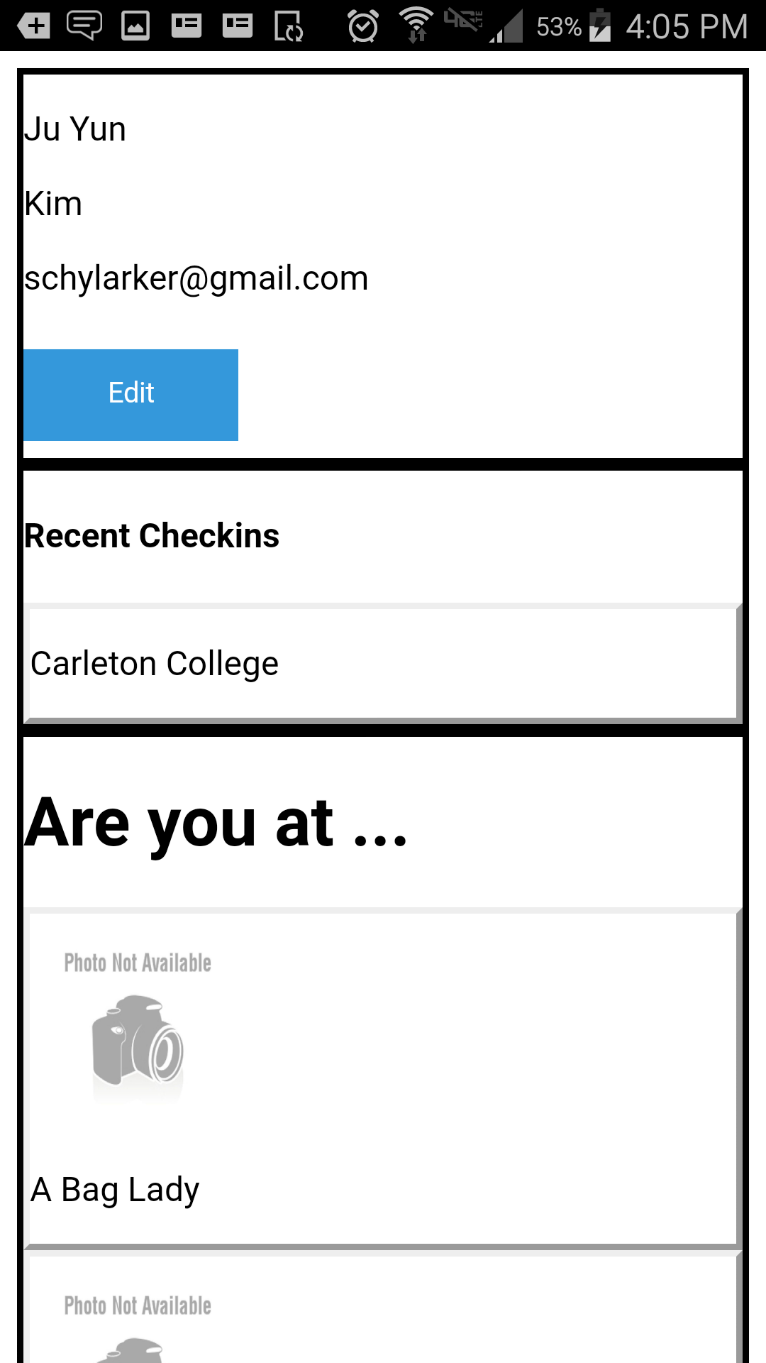 53% 4:05 PM
Ju Yun
Kim
schylarker@gmail.com
Edit
Recent Checkins
Carleton College
Are you at ...
Photo Not Available
A Bag Lady
Photo Not Available